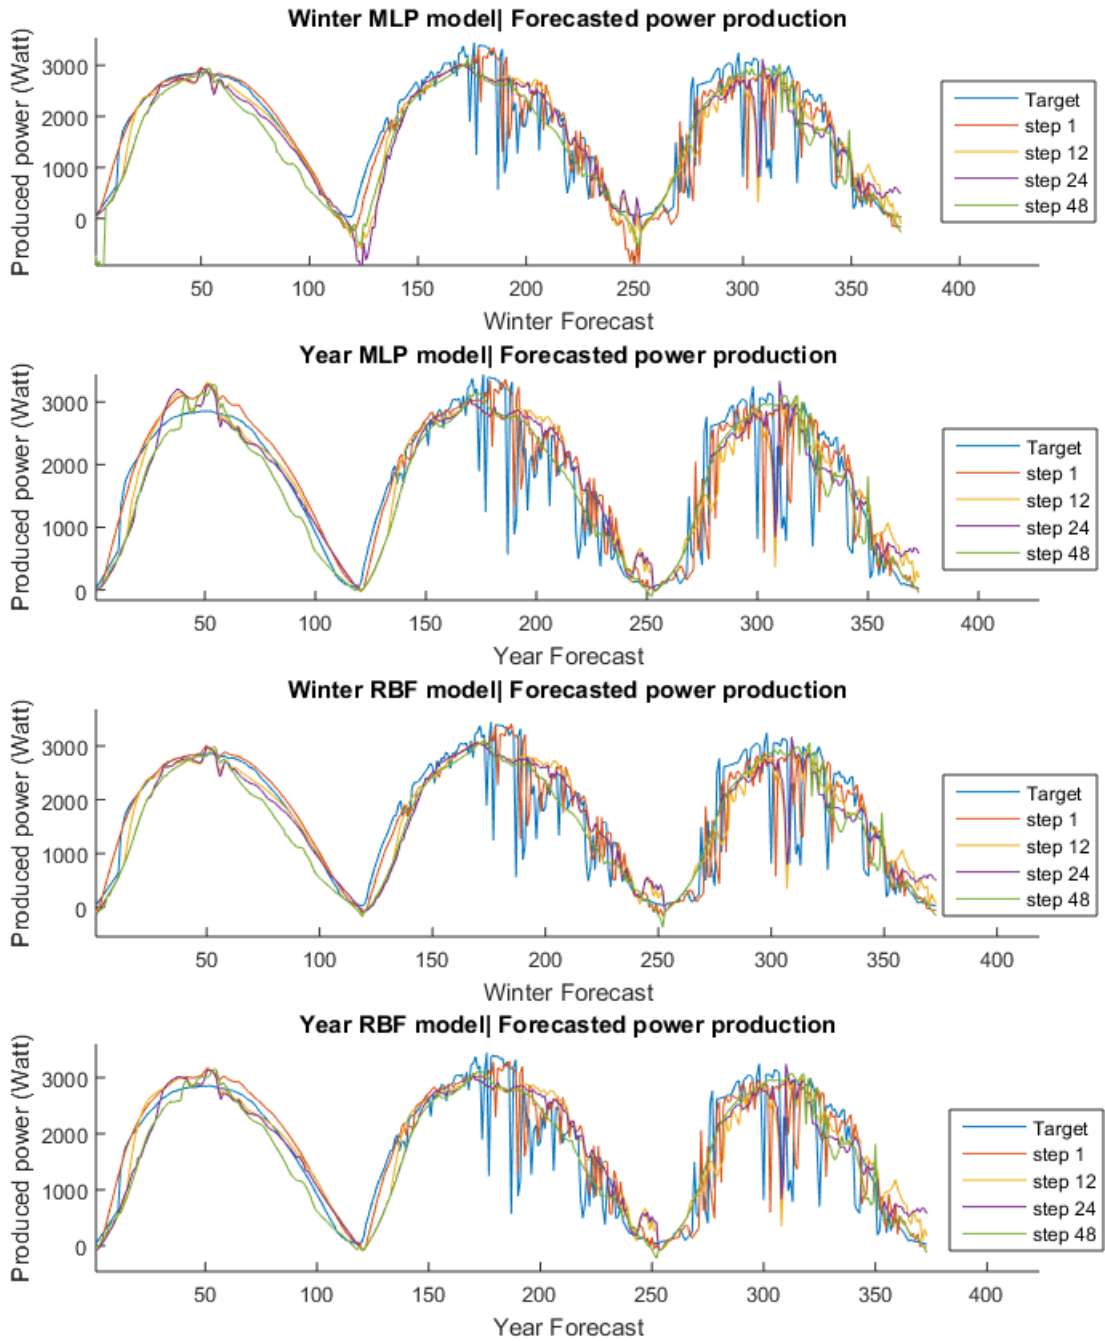 Winter MLP model| Forecasted power production
Produced power (Watt)
3000
2000
1000
0
50 100 150 200 250 300 350 400
Winter Forecast
Target
step 1
step 12
step 24
step 48
Year MLP model| Forecasted power production
Produced power (Watt)
3000
2000
1000
0
50 100 150 200 250 300 350 400
Year Forecast
Target
step 1
step 12
step 24
step 48
Winter RBF model| Forecasted power production
Produced power (Watt)
3000
2000
1000
0
50 100 150 200 250 300 350 400
Winter Forecast
Target
step 1
step 12
step 24
step 48
Year RBF model| Forecasted power production
Produced power (Watt)
3000
2000
1000
0
50 100 150 200 250 300 350 400
Year Forecast
Target
step 1
step 12
step 24
step 48